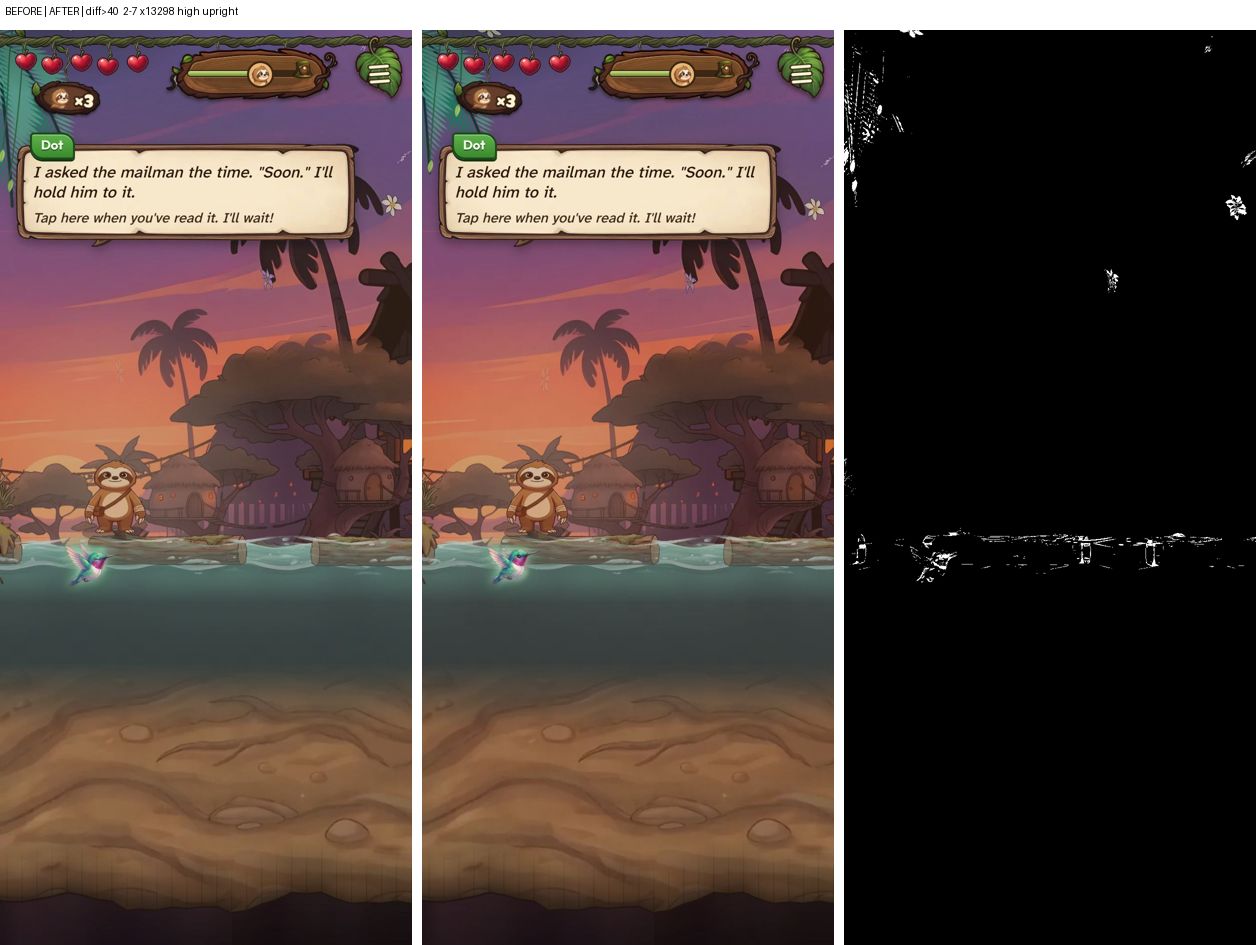 BEFORE | AFTER | diff>40 2-7 x13298 high upright
×3
Dot
I asked the mailman the time. "Soon." I'll
hold him to it.
Tap here when you've read it. I'll wait!
×3
Dot
I asked the mailman the time. "Soon." I'll
hold him to it.
Tap here when you've read it. I'll wait!